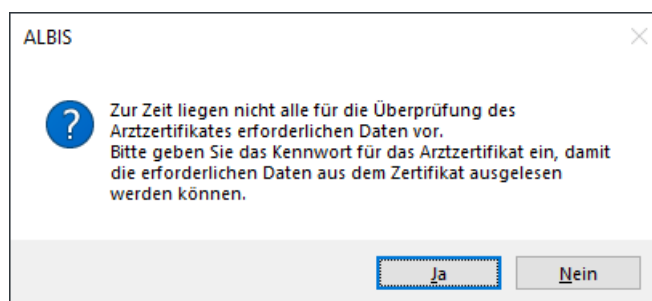 ALBIS
Zur Zeit liegen nicht alle für die Überprüfung des
Arztzertifikates erforderlichen Daten vor.
Bitte geben Sie das Kennwort für das Arztzertifikat ein, damit
die erforderlichen Daten aus dem Zertifikat ausgelesen
werden können.
Ja
Nein